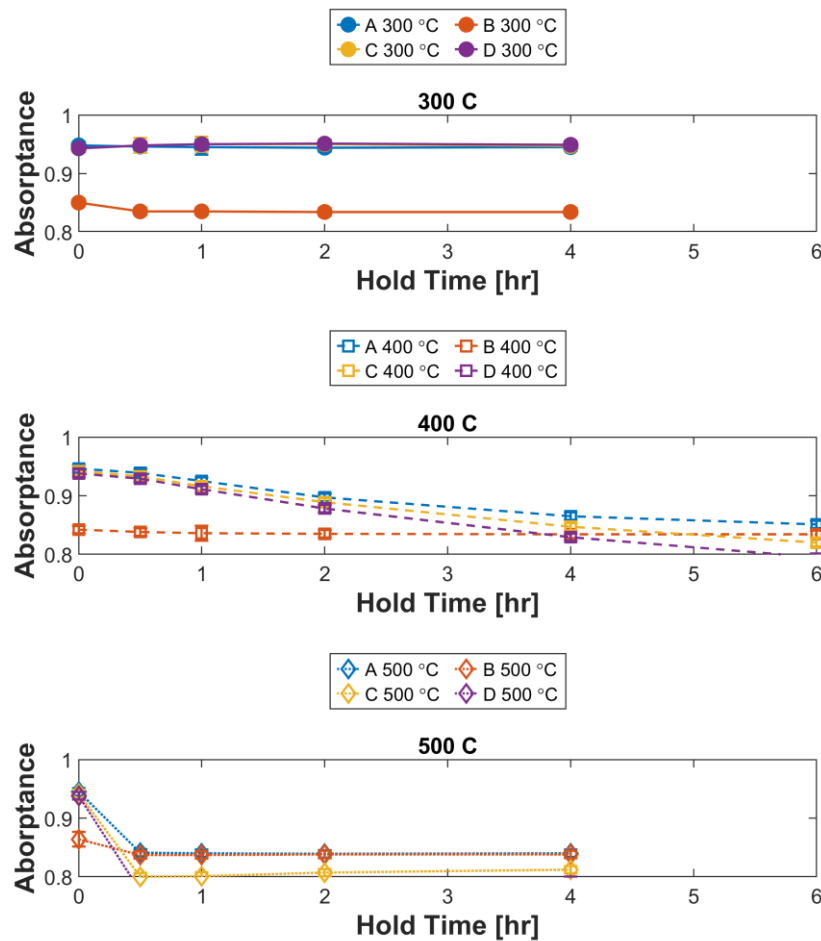 A 300 °C B 300 °C
C 300 °C D 300 °C
300 C
1
0.9
0.8
Absorptance
0 1 2 3 4 5 6
Hold Time [hr]
A 400 °C B 400 °C
C 400 °C D 400 °C
400 C
1
0.9
0.8
Absorptance
0 1 2 3 4 5 6
Hold Time [hr]
A 500 °C B 500 °C
C 500 °C D 500 °C
500 C
1
0.9
0.8
Aborptance
0 1 2 3 4 5 6
Hold Time [hr]